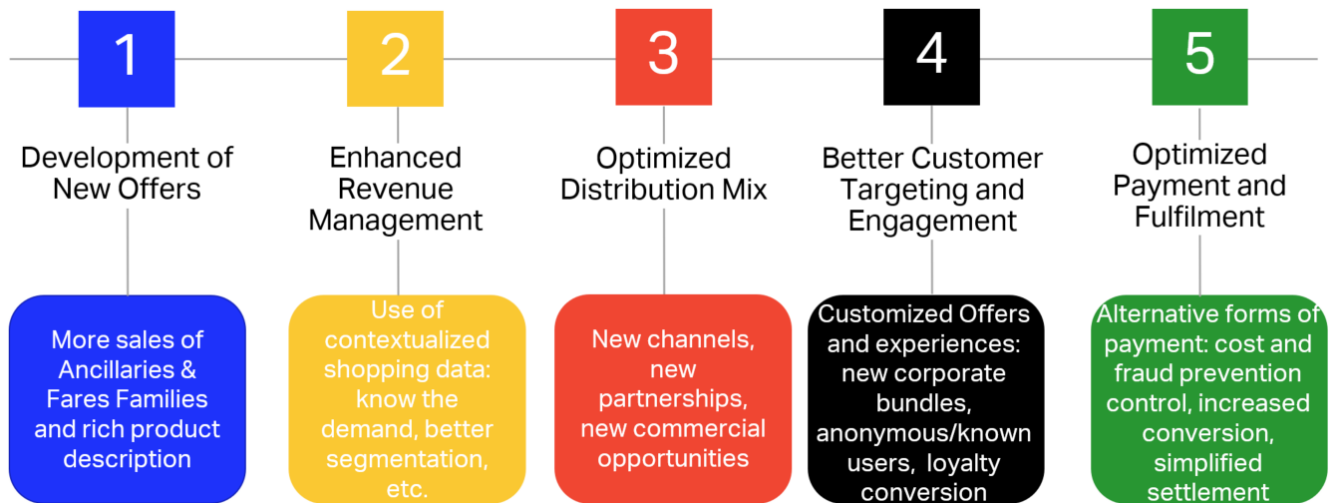 1
Development of
New Offers
More sales of
Ancillaries &
Fares Families
and rich product
description
2
Enhanced
Revenue
Management
Use of
contextualized
shopping data:
know the
demand, better
segmentation,
etc.
3
Optimized
Distribution Mix
New channels,
new
partnerships,
new commercial
opportunities
4
Better Customer
Targeting and
Engagement
Customized Offers
and experiences:
new corporate
bundles,
anonymous/known
users, loyalty
conversion
5
Optimized
Payment and
Fulfilment
Alternative forms of
payment: cost and
fraud prevention
control, increased
conversion,
simplified
settlement